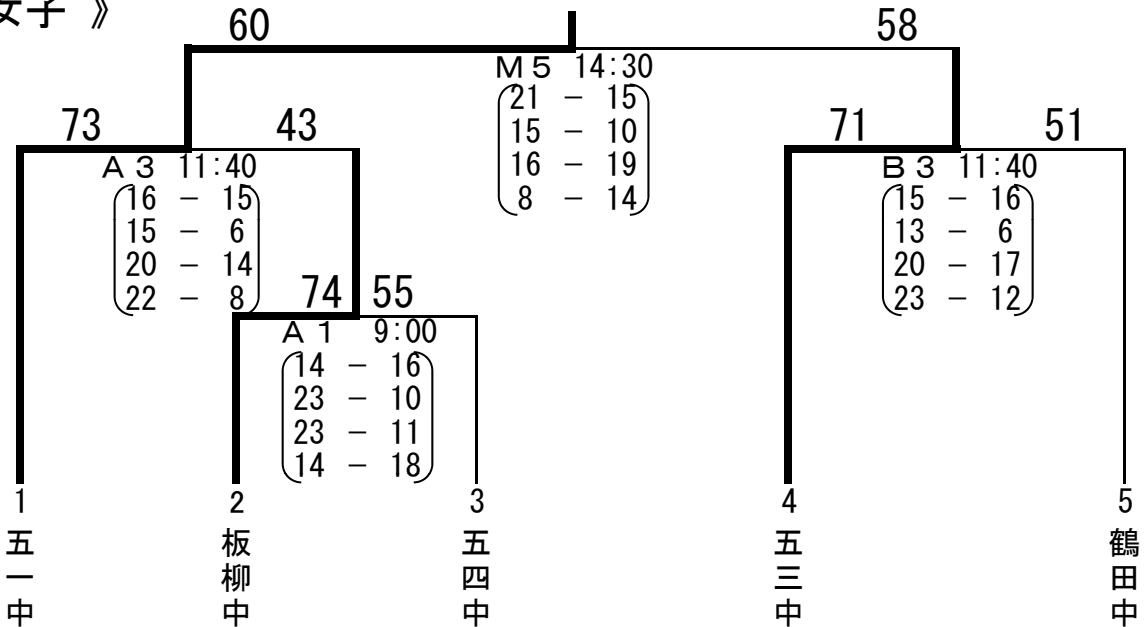 女子 》
60 58
M5 14:30
21 － 15
15 － 10
16 － 19
8 － 14
73 43 71 51
A3 11:40
16 － 15
15 － 6
20 － 14
22 － 8
B3 11:40
15 － 16
13 － 6
20 － 17
23 － 12
74 55
A1 9:00
14 － 16
23 － 10
23 － 11
14 － 18
1 2 3 4 5
五一中
板柳中
五四中
五三中
鶴田中